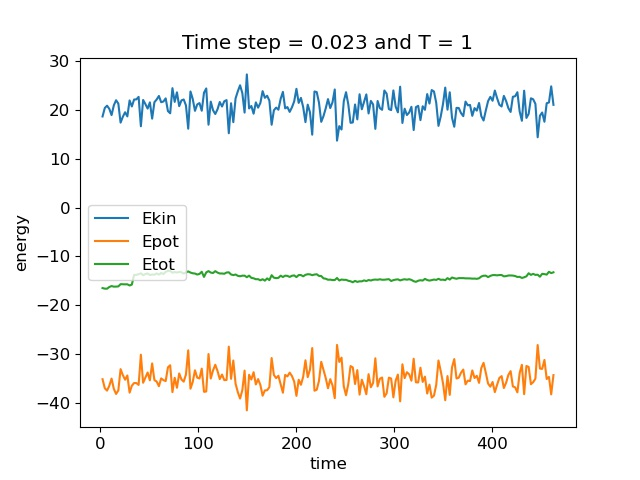 Time step = 0.023 and T = 1
30
20
10
0
−10
−20
−30
−40
energy
Ekin
Epot
Etot
0 100 200 300 400
time